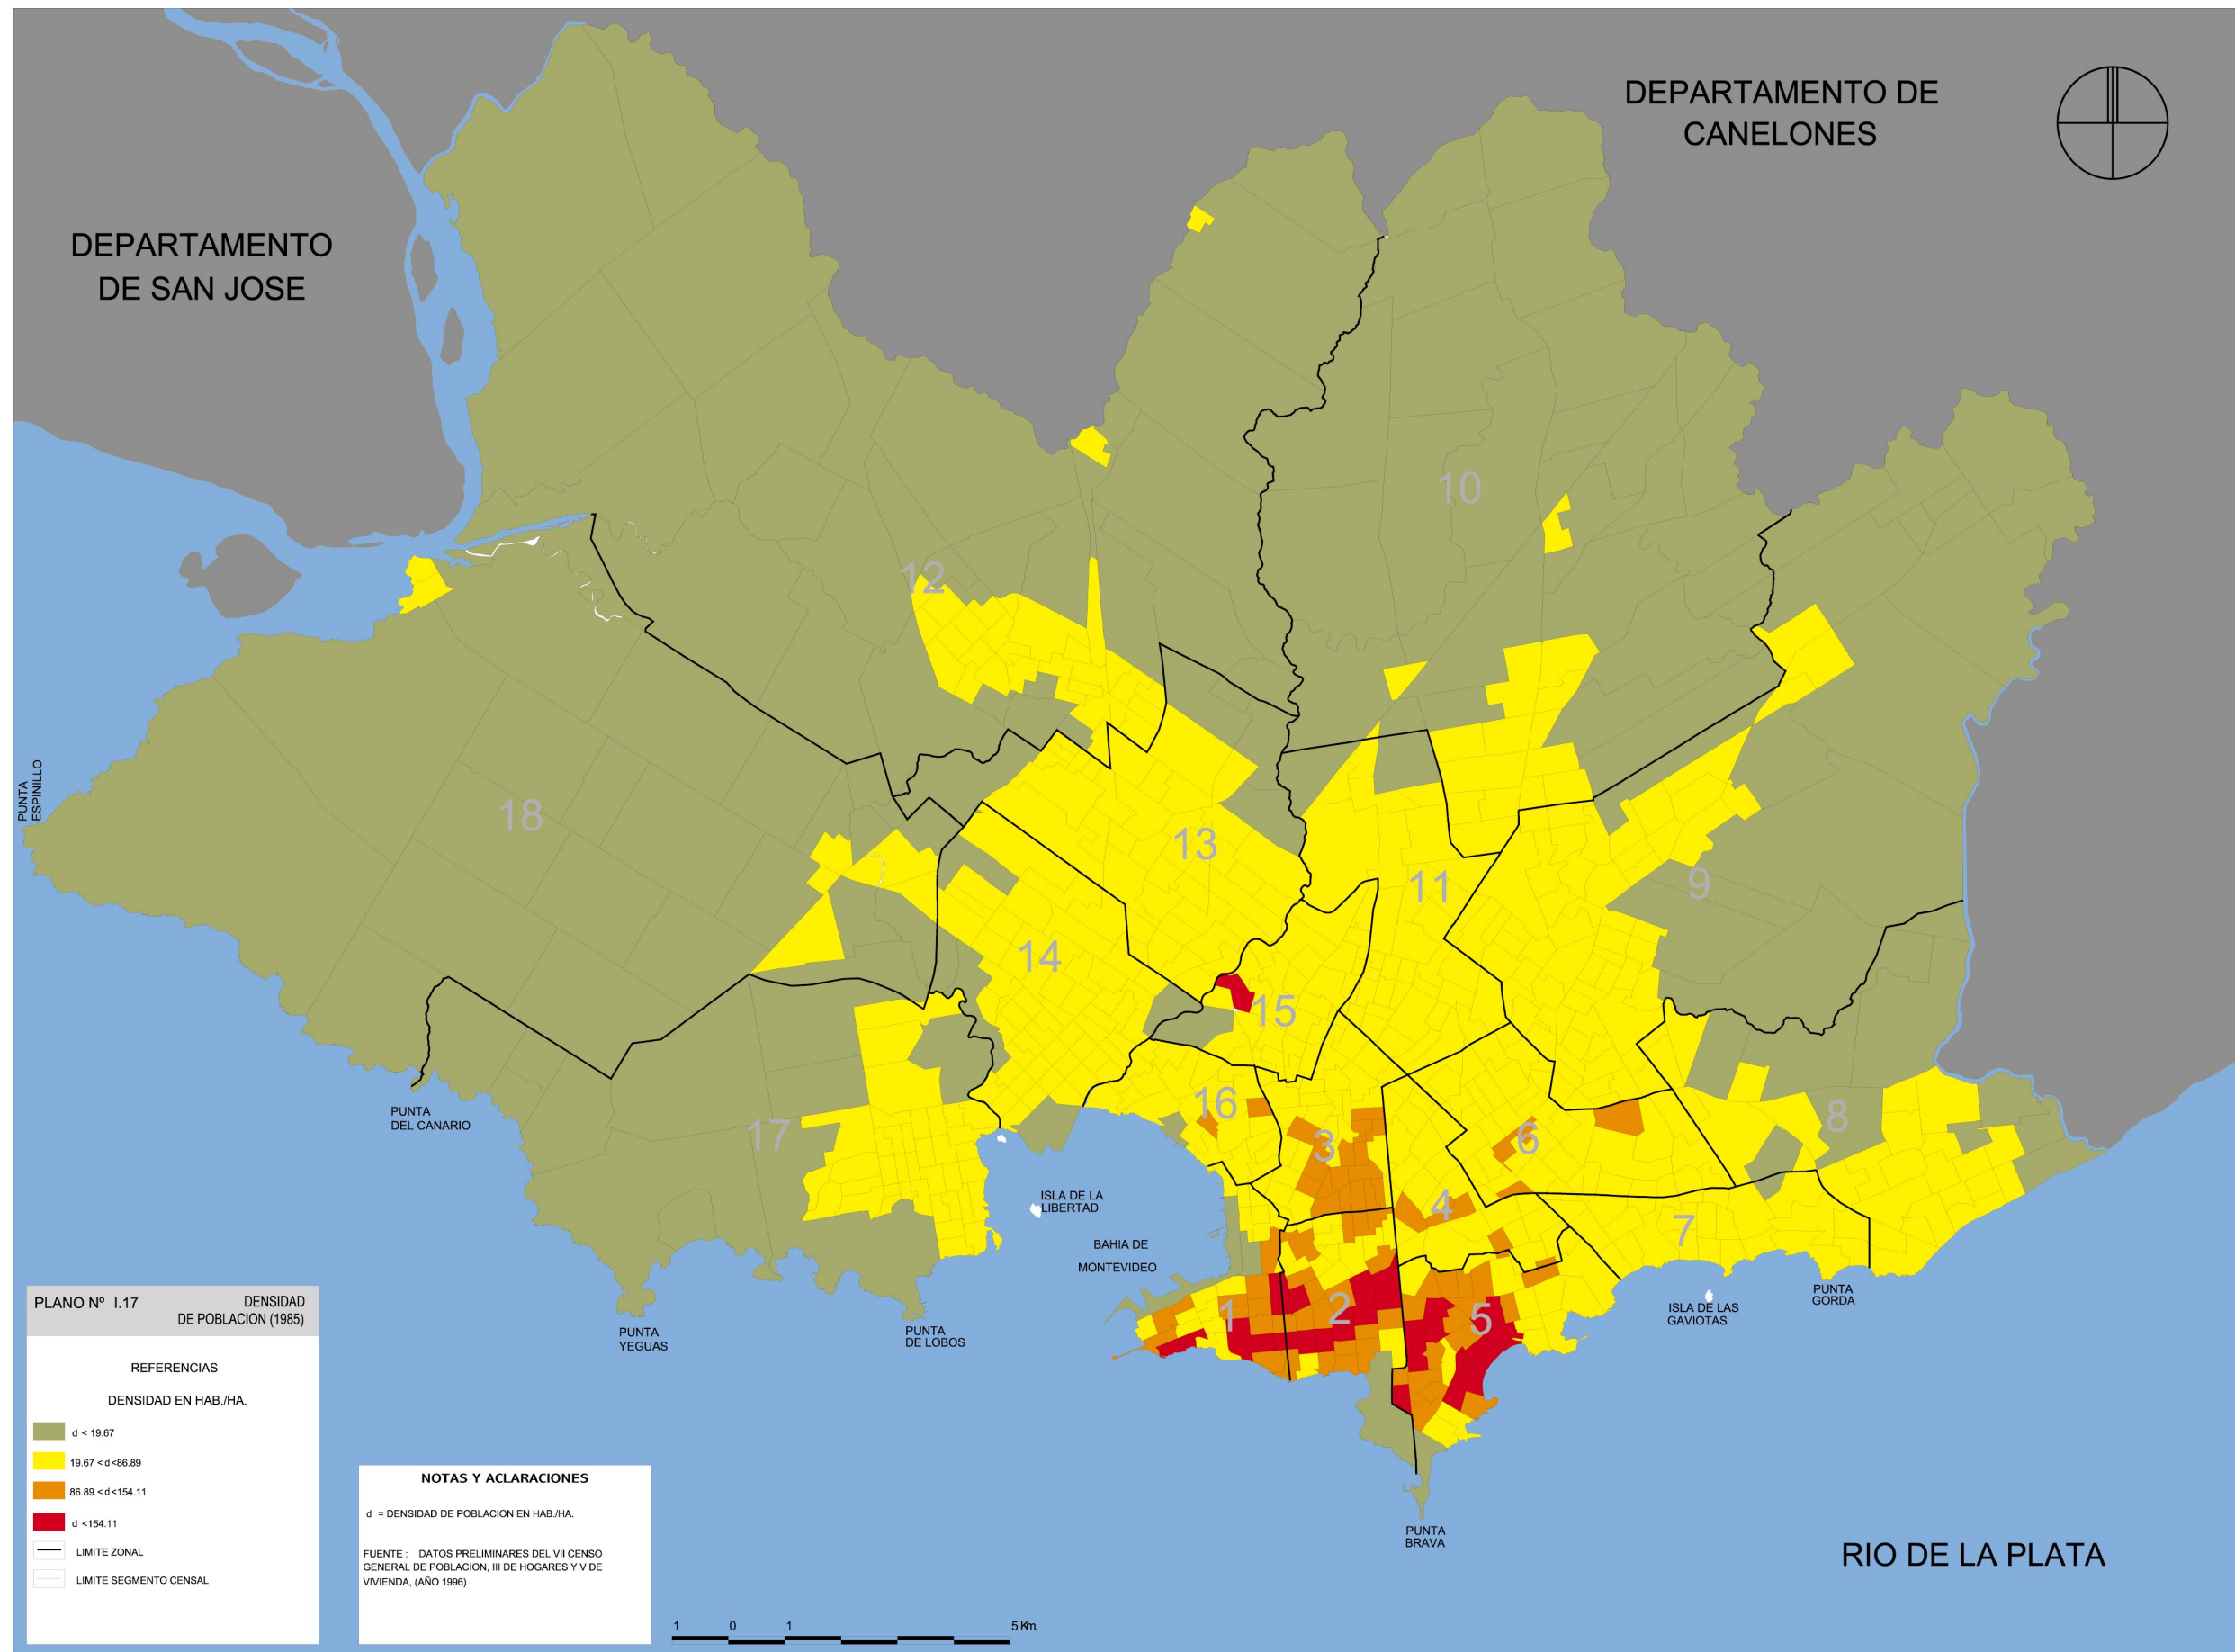 DEPARTAMENTO DE
CANELONES
DEPARTAMENTO
DE SAN JOSE
10
12
PUNTA
ESPINILLO
18
13
11
9
14
15
16
17
3
6
8
4
7
1
2
5
PUNTA
DEL CANARIO
ISLA DE LA
LIBERTAD
BAHIA DE
MONTEVIDEO
PUNTA
YEGUAS
PUNTA
DE LOBOS
ISLA DE LAS
GAVIOTAS
PUNTA
GORDA
PUNTA
BRAVA
RIO DE LA PLATA
PLANO Nº I.17
DENSIDAD
DE POBLACION (1985)
REFERENCIAS
DENSIDAD EN HAB./HA.
d < 19.67
19.67 < d <86.89
86.89 < d <154.11
d <154.11
LIMITE ZONAL
LIMITE SEGMENTO CENSAL
NOTAS Y ACLARACIONES
d = DENSIDAD DE POBLACION EN HAB./HA.
FUENTE : DATOS PRELIMINARES DEL VII CENSO
GENERAL DE POBLACION, III DE HOGARES Y V DE
VIVIENDA, (AÑO 1996)
1 0 1 5 Km.